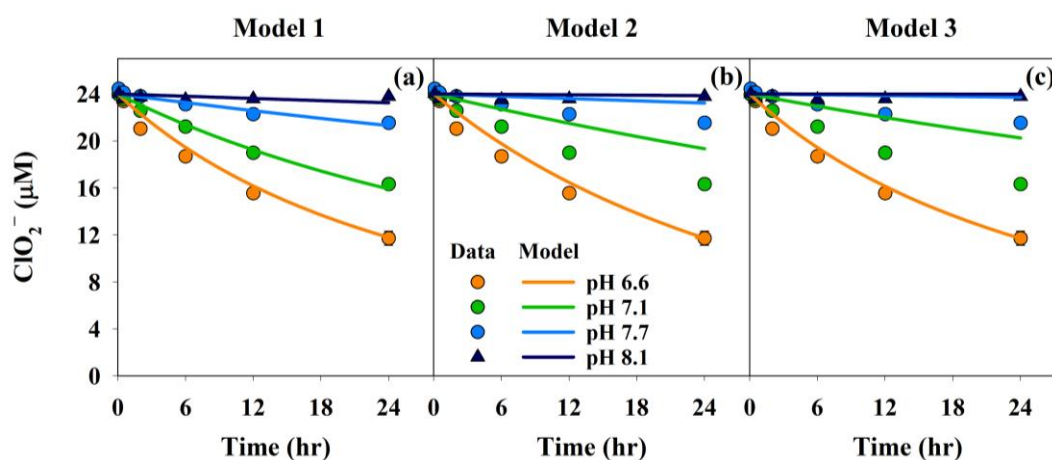 Model 1 Model 2 Model 3
(a) (b) (c)
24
20
16
12
8
4
0
ClO₂⁻ (μM)
Data Model
pH 6.6
pH 7.1
pH 7.7
pH 8.1
0 6 12 18 24 0 6 12 18 24 0 6 12 18 24
Time (hr) Time (hr) Time (hr)